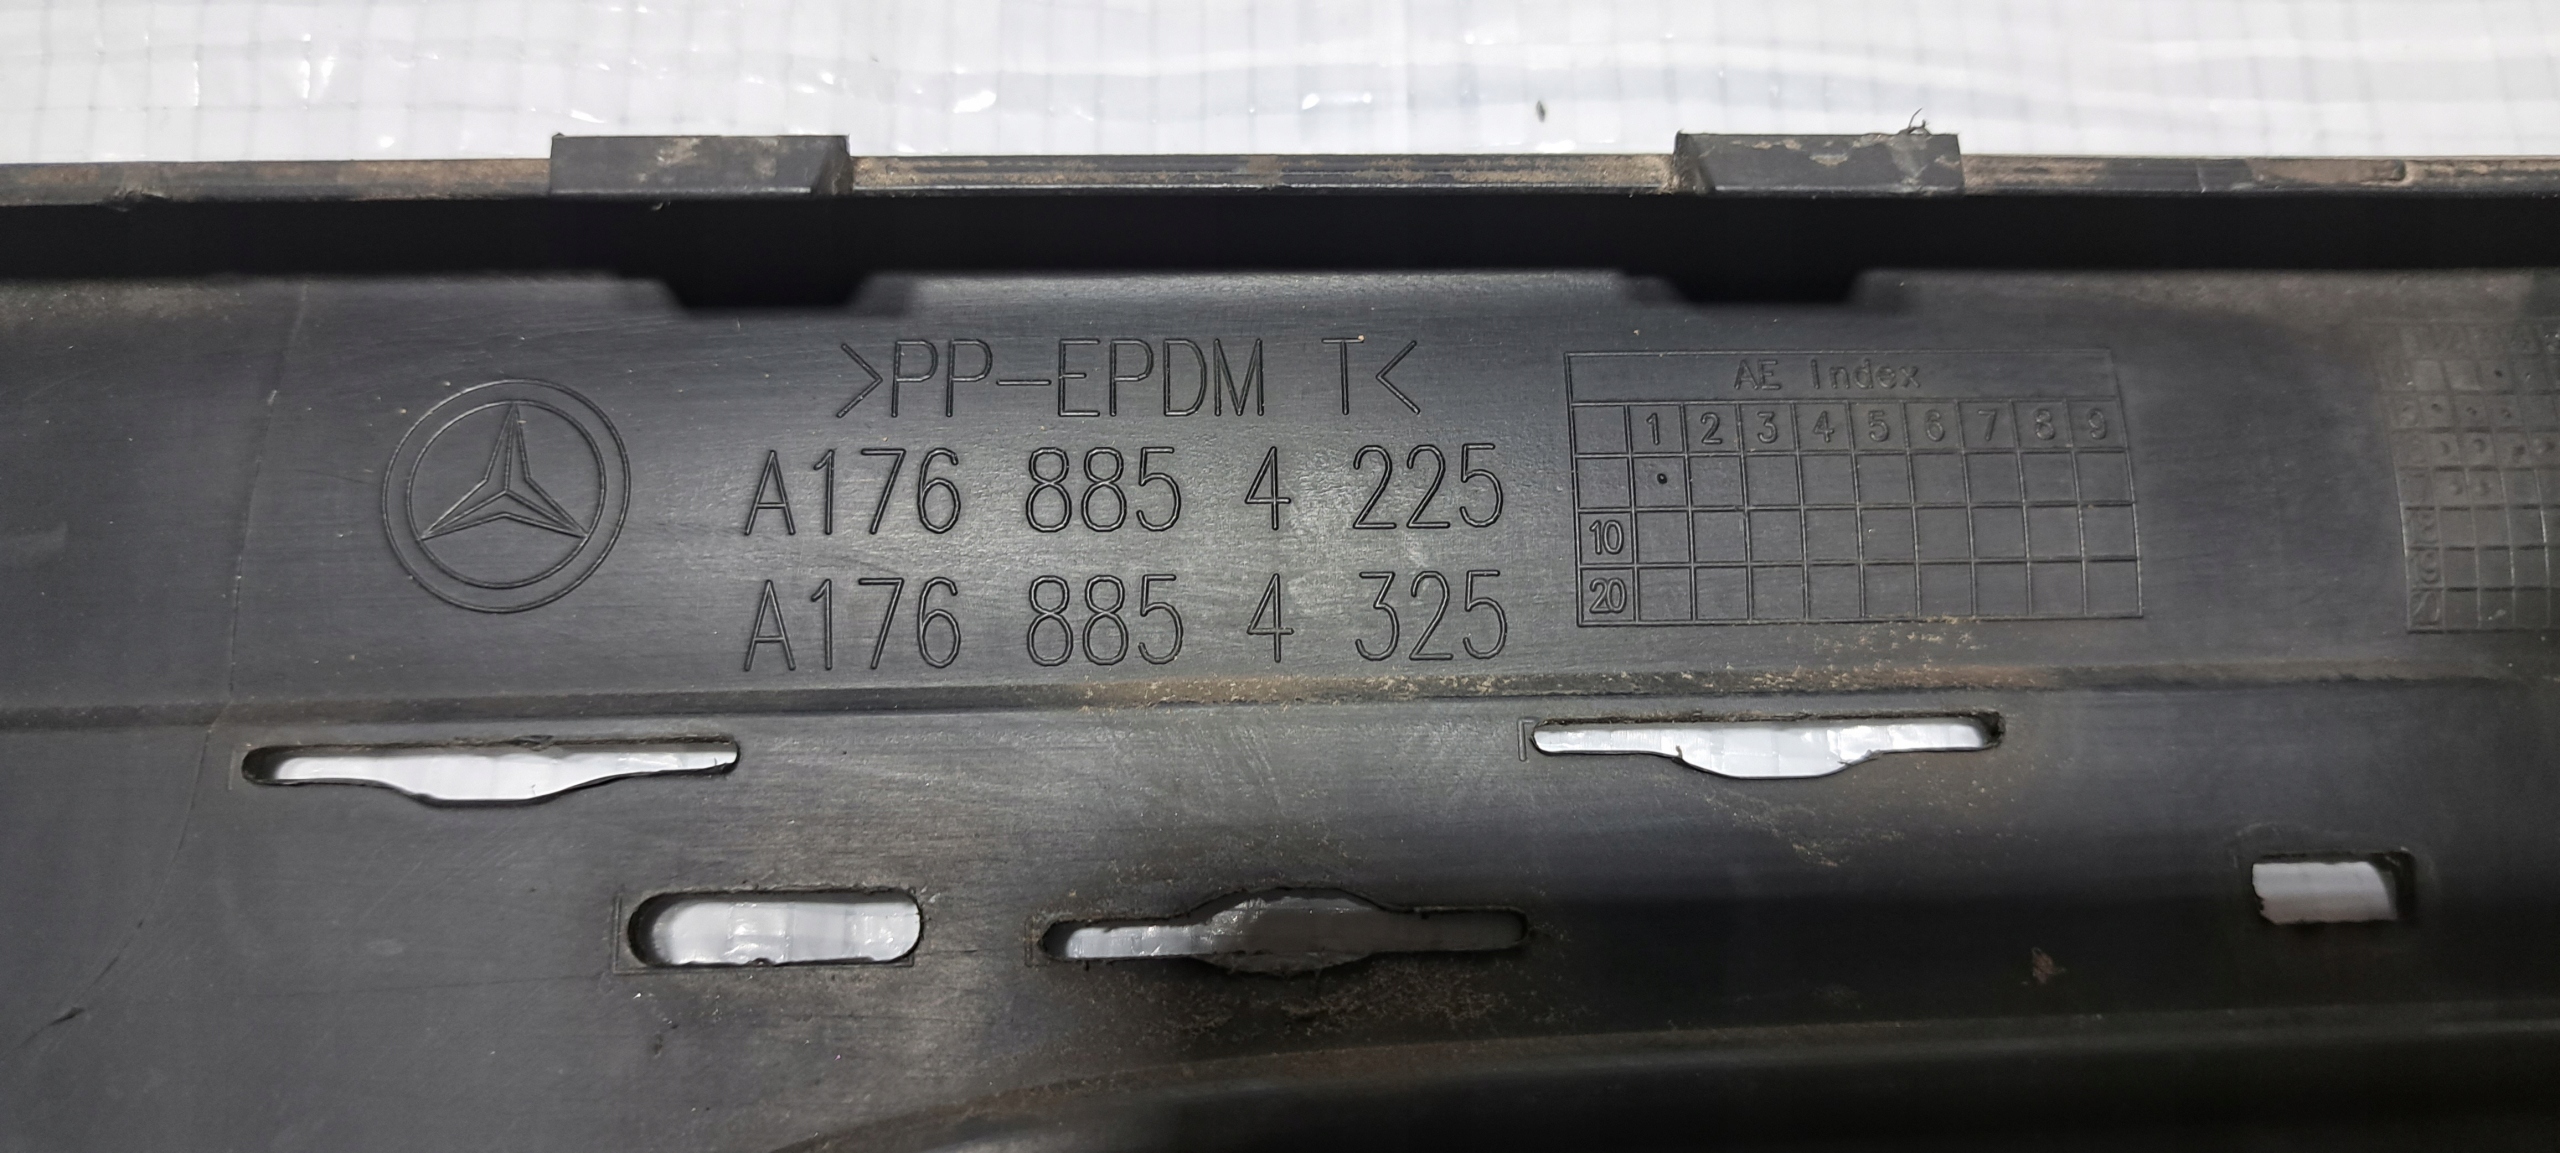 >PP-EPDM T<
A176 885 4 225
A176 885 4 325
AE Index
1 2 3 4 5 6 7 8 9
10
20